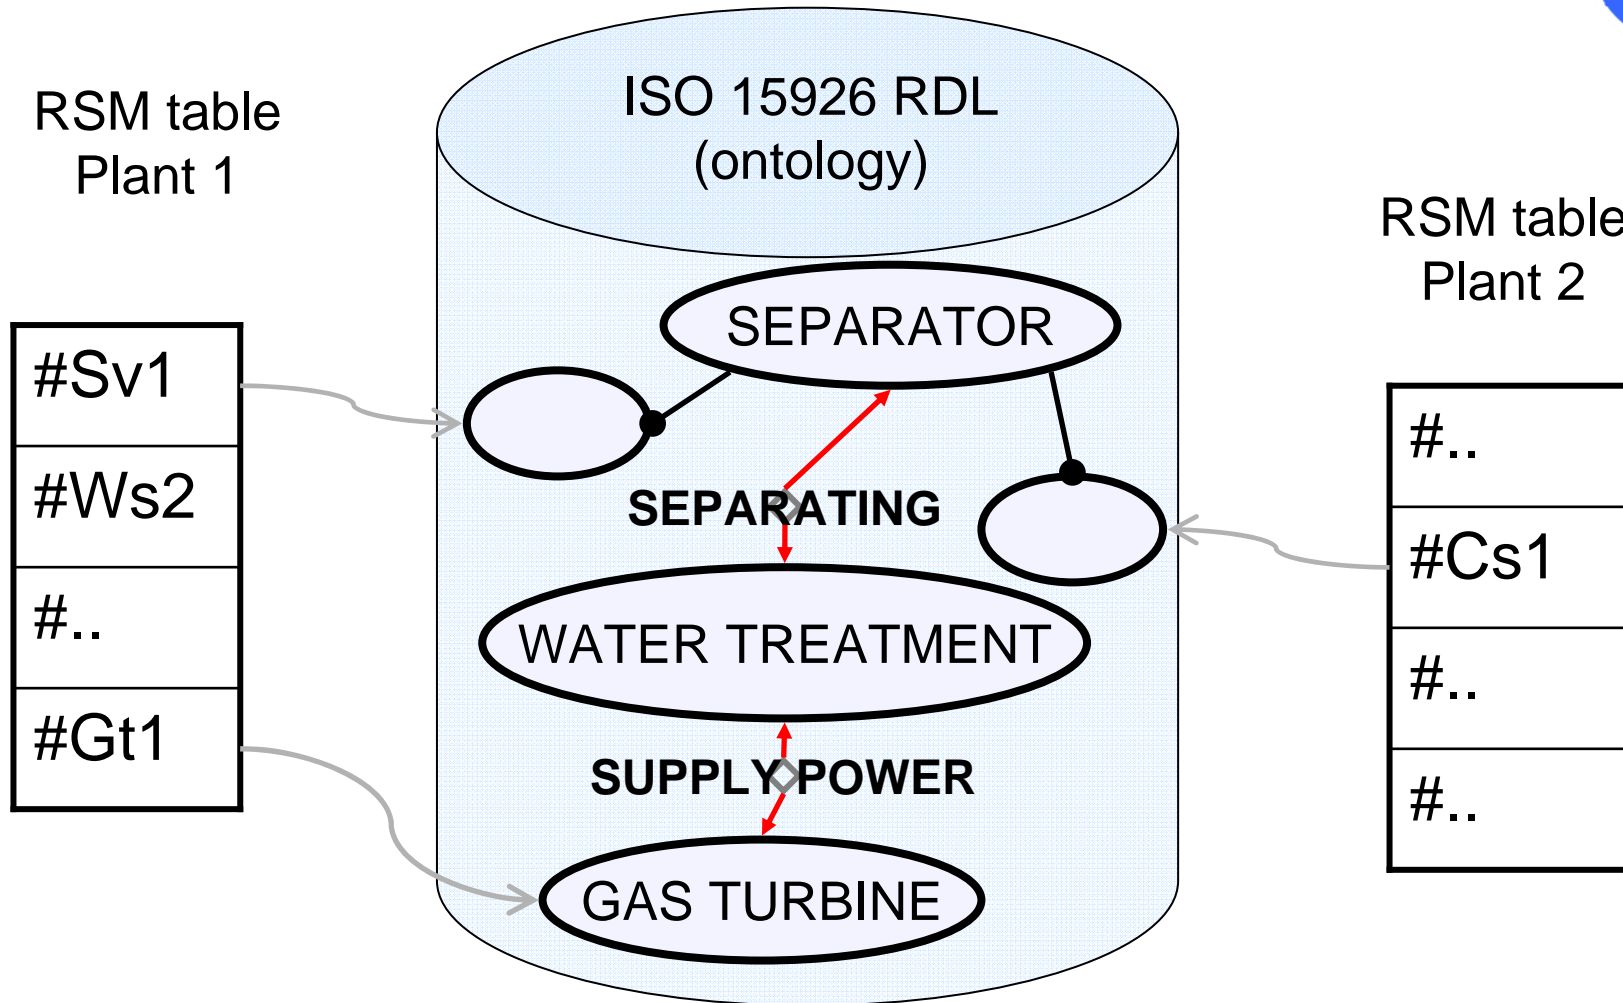 RSM table
Plant 1
#Sv1
#Ws2
#..
#Gt1
ISO 15926 RDL
(ontology)
SEPARATOR
SEPARATING
WATER TREATMENT
SUPPLY POWER
GAS TURBINE
RSM table
Plant 2
#..
#Cs1
#..
#..